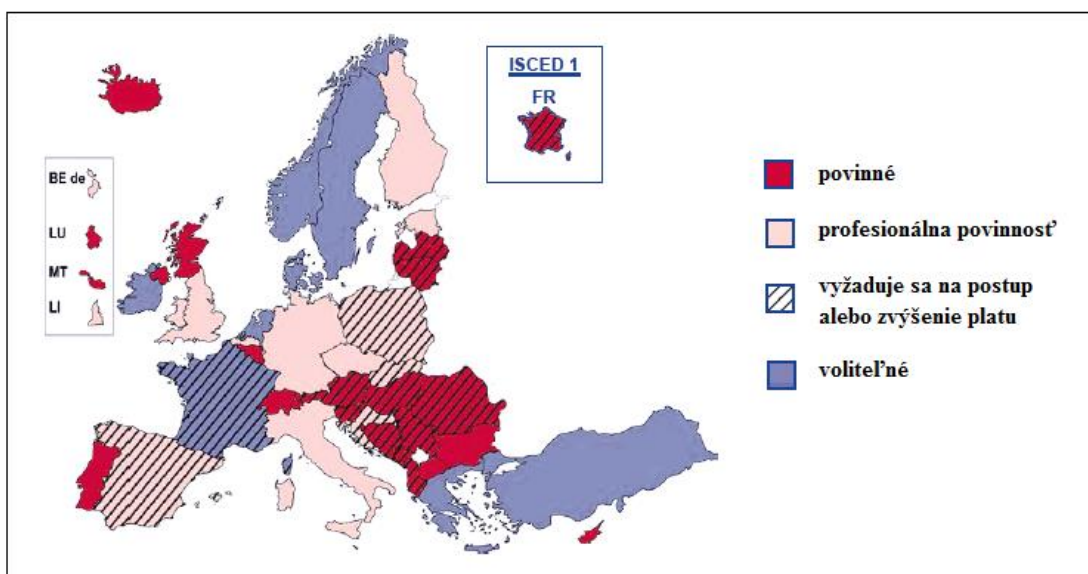 ISCED 1
FR
BE de
LU
MT
LI
povinné
profesionálna povinnosť
vyžaduje sa na postup
alebo zvýšenie platu
voliteľné